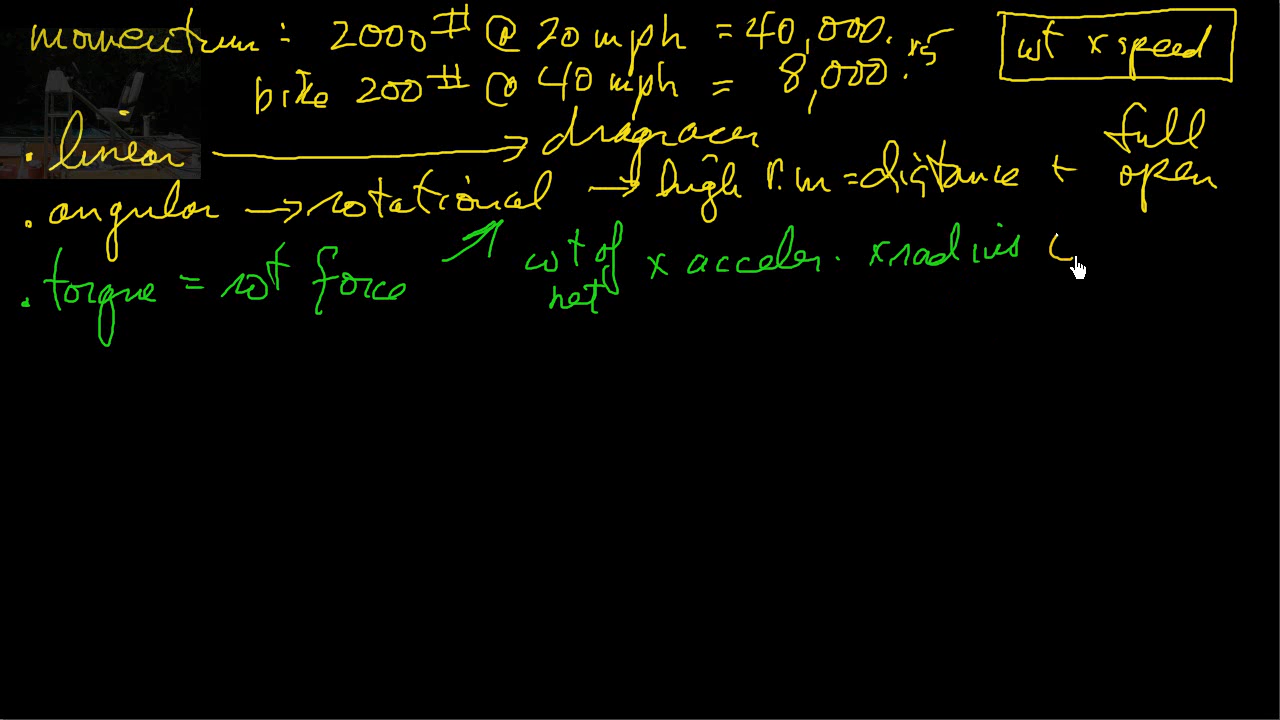 momentum: 2000# @ 20 mph = 40,000. x5
wt x speed
bike 200# @ 40 mph = 8,000.
. linear → dragracer
. angular → rotational → high r.m = distance + full open
. torque = rot force wt of net x acceler. x radius